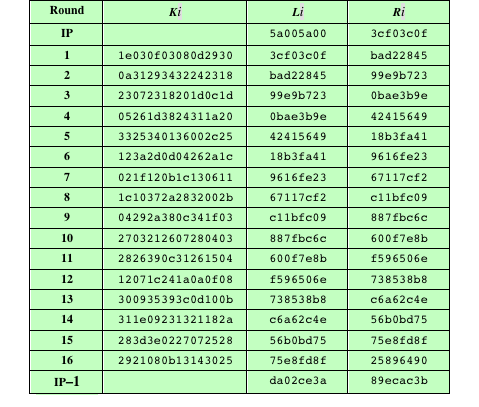 Round Ki Li Ri
IP 5a005a00 3cf03c0f
1 1e030f03080d2930 3cf03c0f bad22845
2 0a31293432242318 bad22845 99e9b723
3 23072318201d0c1d 99e9b723 0bae3b9e
4 05261d3824311a20 0bae3b9e 42415649
5 3325340136002c25 42415649 18b3fa41
6 123a2d0d04262a1c 18b3fa41 9616fe23
7 021f120b1c130611 9616fe23 67117cf2
8 1c10372a2832002b 67117cf2 c11bfc09
9 04292a380c341f03 c11bfc09 887fbc6c
10 2703212607280403 887fbc6c 600f7e8b
11 2826390c31261504 600f7e8b f596506e
12 12071c241a0a0f08 f596506e 738538b8
13 300935393c0d100b 738538b8 c6a62c4e
14 311e09231321182a c6a62c4e 56b0bd75
15 283d3e0227072528 56b0bd75 75e8fd8f
16 2921080b13143025 75e8fd8f 25896490
IP–1 da02ce3a 89ecac3b